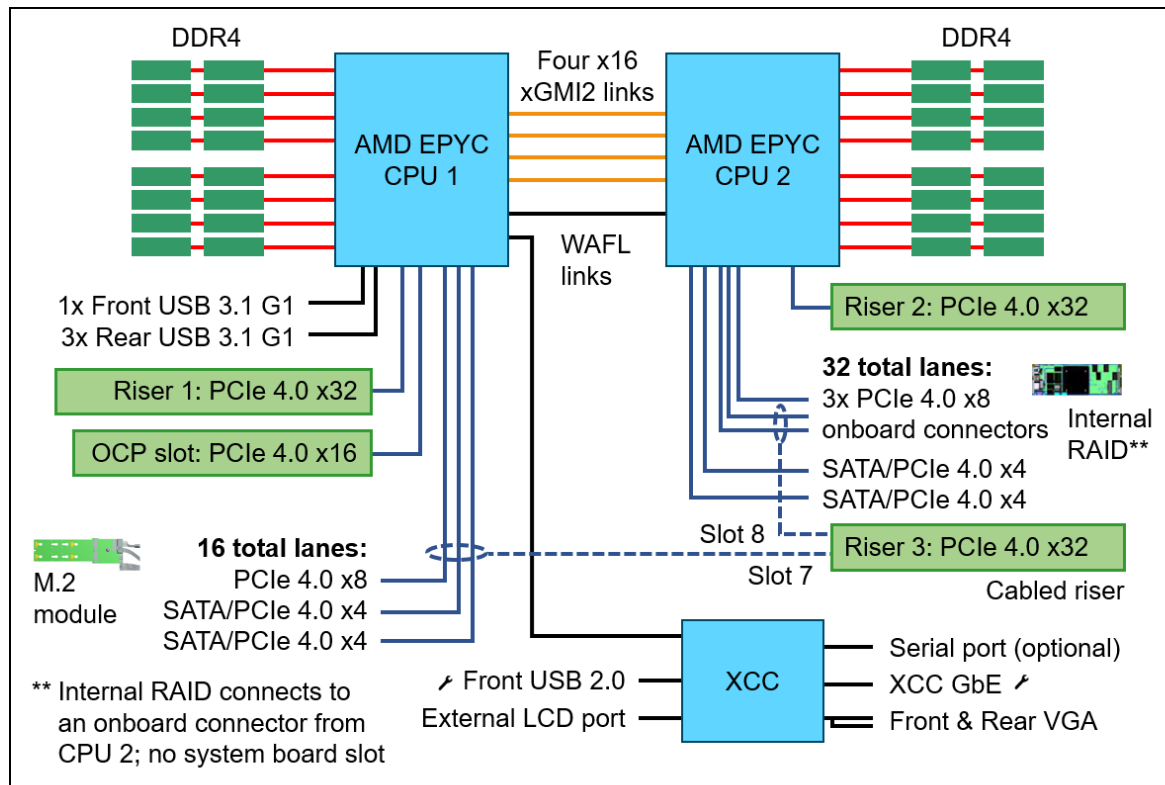 DDR4
DDR4
Four x16
xGMI2 links
AMD EPYC
CPU 1
AMD EPYC
CPU 2
WAFL
links
1x Front USB 3.1 G1
3x Rear USB 3.1 G1
Riser 1: PCIe 4.0 x32
OCP slot: PCIe 4.0 x16
Riser 2: PCIe 4.0 x32
32 total lanes:
3x PCIe 4.0 x8
onboard connectors
SATA/PCIe 4.0 x4
SATA/PCIe 4.0 x4
Internal
RAID**
Slot 8
Slot 7
Riser 3: PCIe 4.0 x32
Cabled riser
M.2
module
16 total lanes:
PCIe 4.0 x8
SATA/PCIe 4.0 x4
SATA/PCIe 4.0 x4
** Internal RAID connects to
an onboard connector from
CPU 2; no system board slot
Front USB 2.0
External LCD port
XCC
Serial port (optional)
XCC GbE
Front & Rear VGA